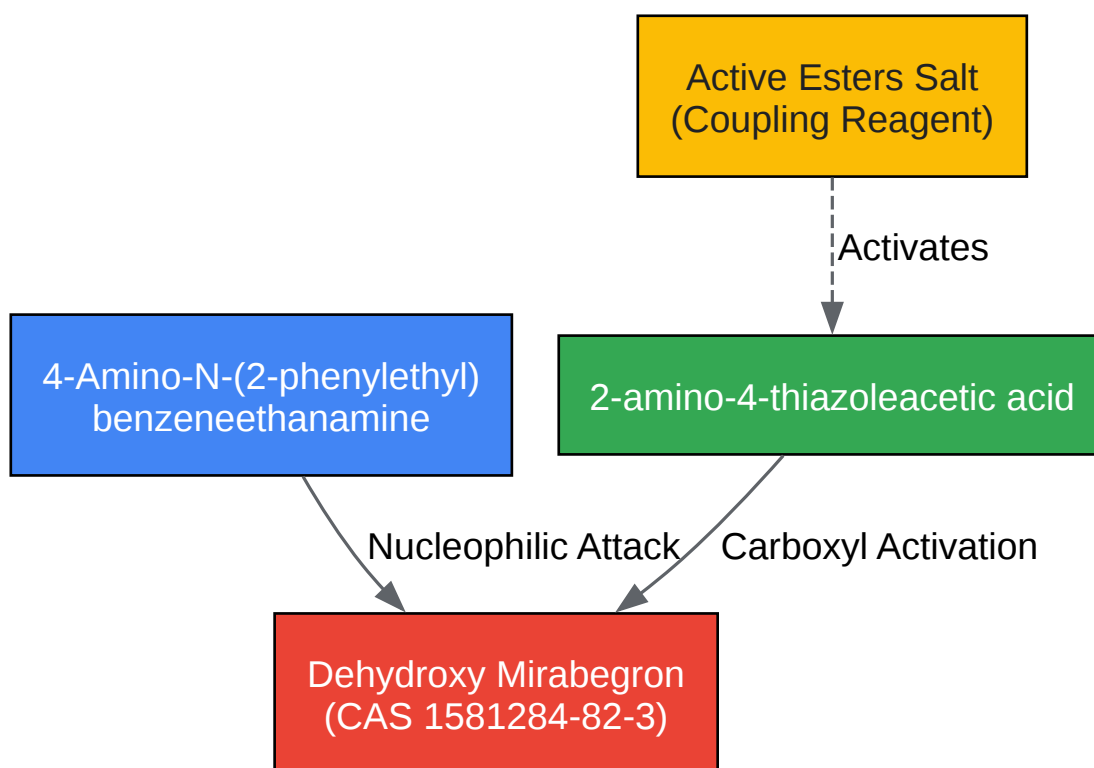 Active Esters Salt
(Coupling Reagent)
Activates
4-Amino-N-(2-phenylethyl)
benzeneethanamine
2-amino-4-thiazoleacetic acid
Nucleophilic Attack
Carboxyl Activation
Dehydroxy Mirabegron
(CAS 1581284-82-3)